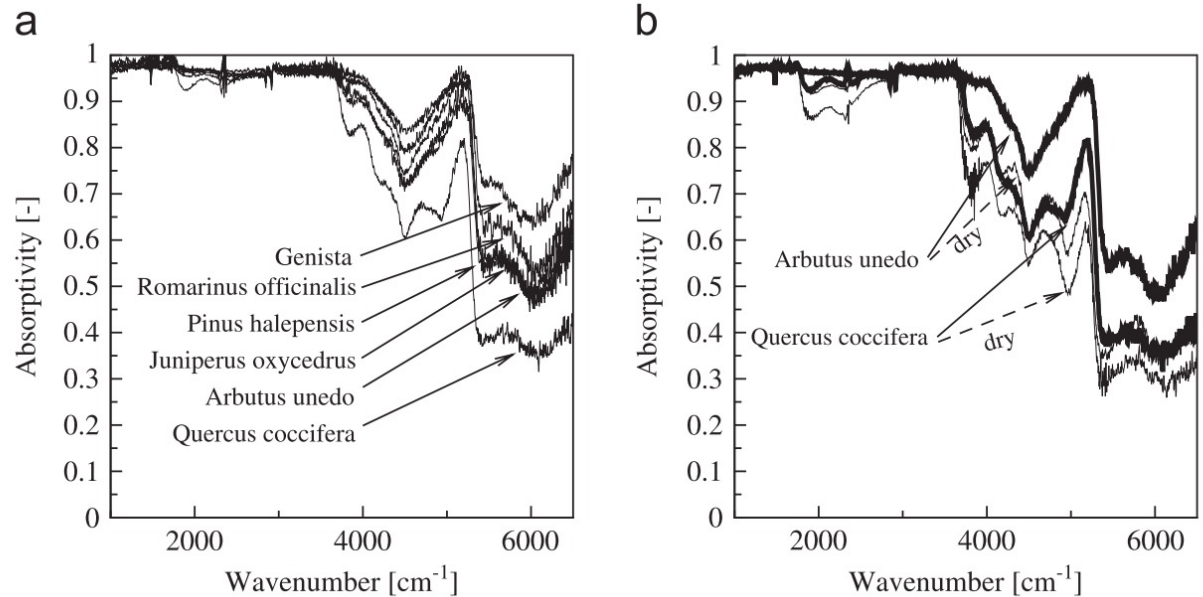 a
1
0.9
0.8
0.7
0.6
0.5
0.4
0.3
0.2
0.1
0
Absorptivity [-]
Genista
Romarinus officinalis
Pinus halepensis
Juniperus oxycedrus
Arbutus unedo
Quercus coccifera
2000 4000 6000
Wavenumber [cm-1]
b
1
0.9
0.8
0.7
0.6
0.5
0.4
0.3
0.2
0.1
0
Absorptivity [-]
Arbutus unedo
dry
Quercus coccifera
dry
2000 4000 6000
Wavenumber [cm-1]